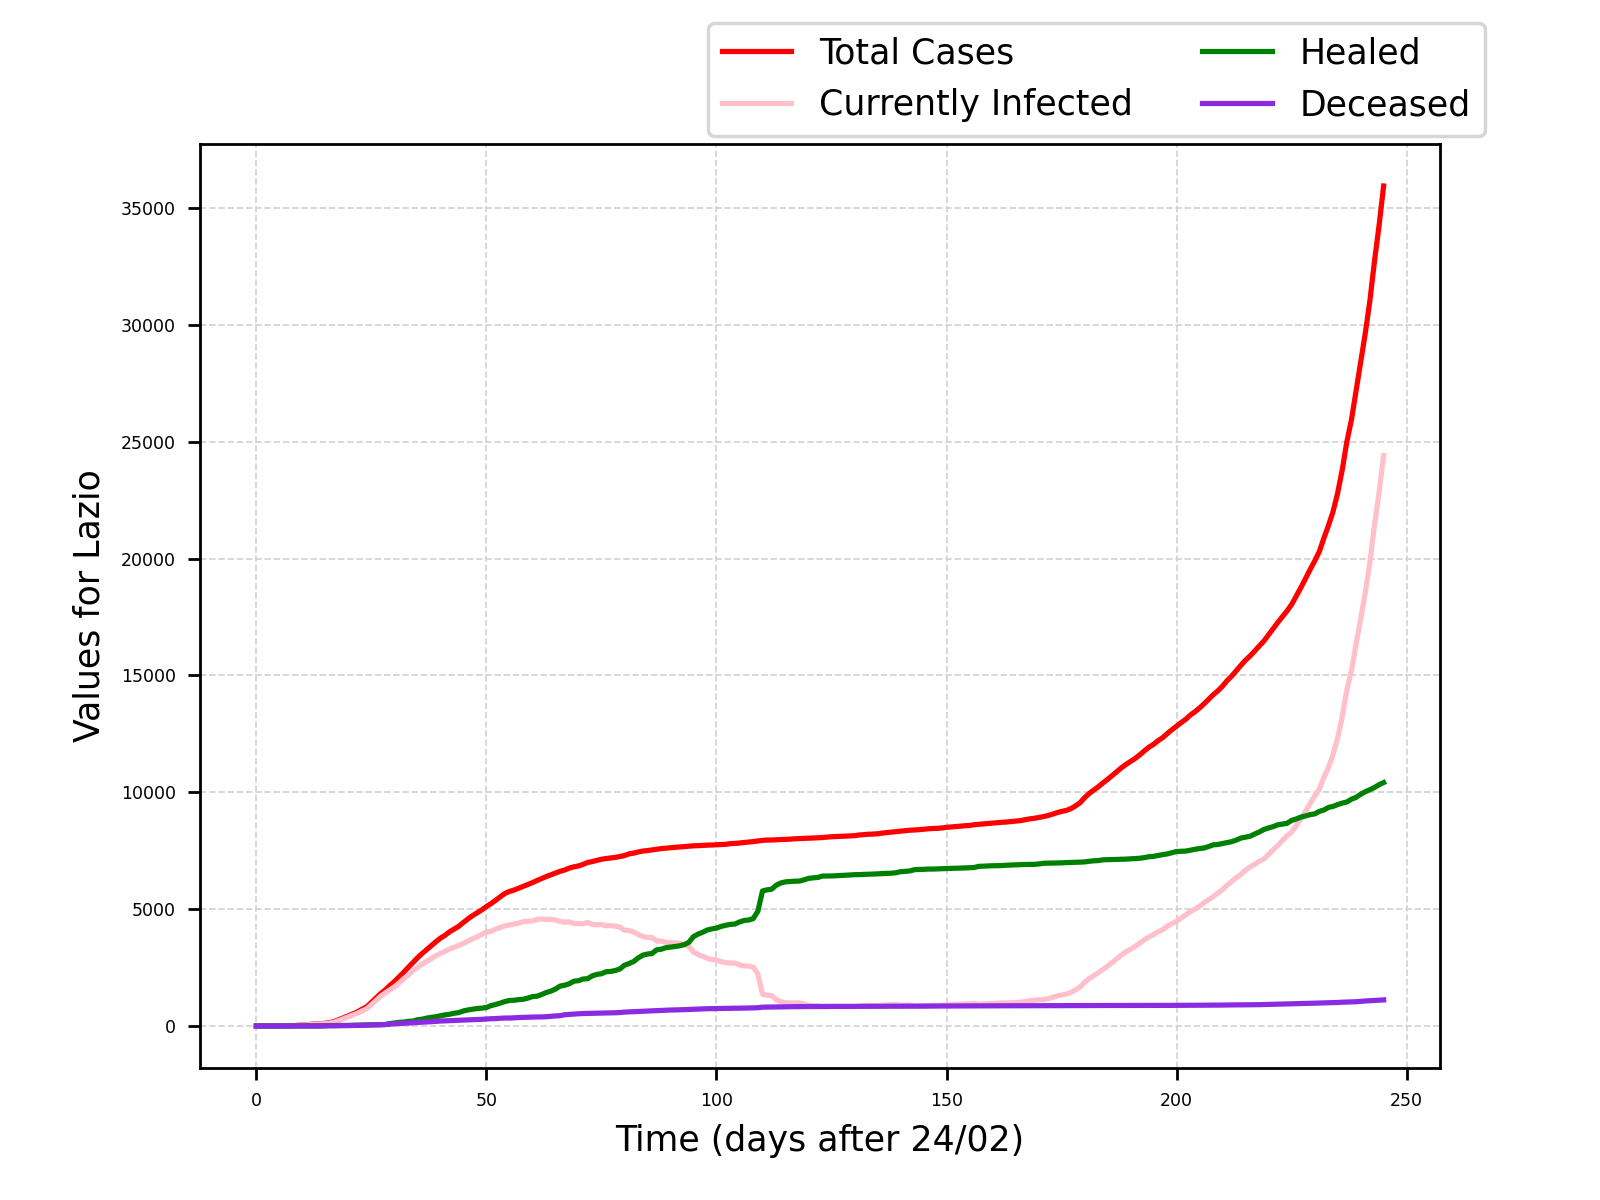 Total Cases
Currently Infected
Healed
Deceased
35000
30000
25000
20000
15000
10000
5000
0
Values for Lazio
0 50 100 150 200 250
Time (days after 24/02)